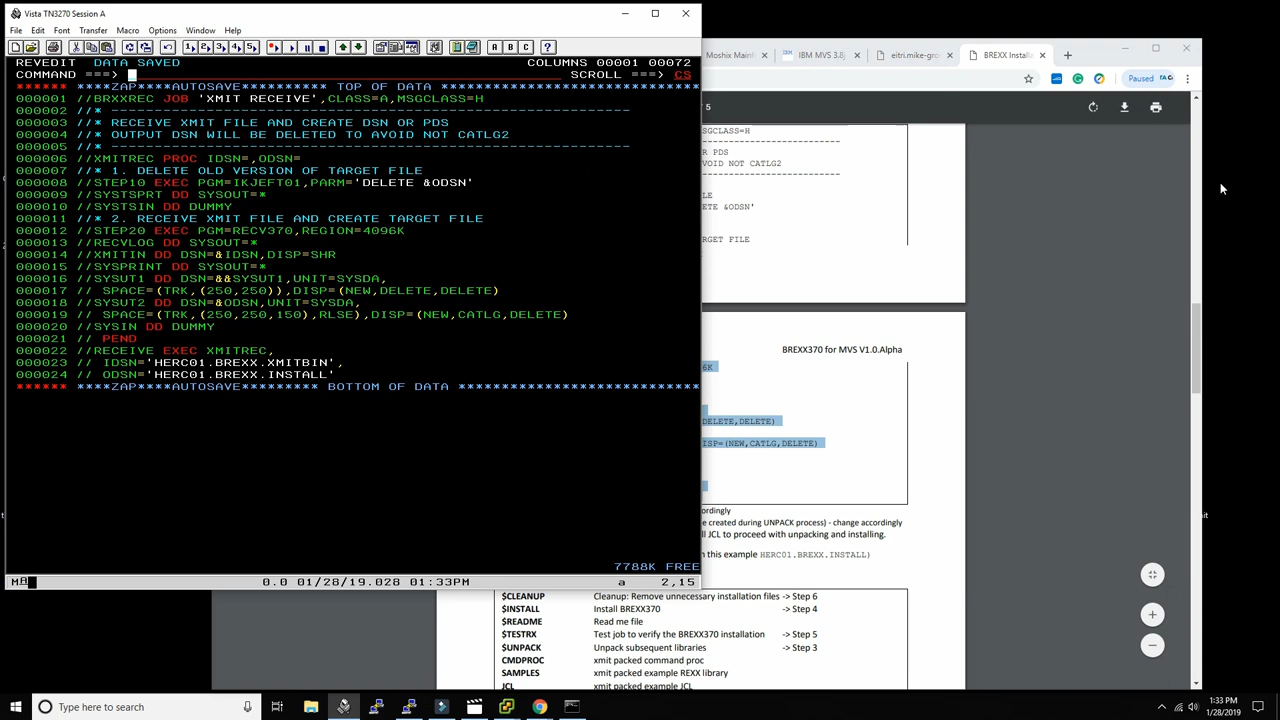 Vista TN3270 Session A
File Edit Font Transfer Macro Options Window Help
REVEDIT DATA SAVED COLUMNS 00001 00072
COMMAND ===> SCROLL ===> CS
****** ****ZAP****AUTOSAVE********* TOP OF DATA *******************************
000001 //BRXXREC JOB 'XMIT RECEIVE',CLASS=A,MSGCLASS=H
000002 //* ------------------------------------------------------------
000003 //* RECEIVE XMIT FILE AND CREATE DSN OR PDS
000004 //* OUTPUT DSN WILL BE DELETED TO AVOID NOT CATLG2
000005 //* ------------------------------------------------------------
000006 //XMITREC PROC IDSN=,ODSN=
000007 //* 1. DELETE OLD VERSION OF TARGET FILE
000008 //STEP10 EXEC PGM=IKJEFT01,PARM='DELETE &ODSN'
000009 //SYSTSPRT DD SYSOUT=*
000010 //SYSTSIN DD DUMMY
000011 //* 2. RECEIVE XMIT FILE AND CREATE TARGET FILE
000012 //STEP20 EXEC PGM=RECV370,REGION=4096K
000013 //RECVLOG DD SYSOUT=*
000014 //XMITIN DD DSN=&IDSN,DISP=SHR
000015 //SYSPRINT DD SYSOUT=*
000016 //SYSUT1 DD DSN=&&SYSUT1,UNIT=SYSDA,
000017 // SPACE=(TRK,(250,250)),DISP=(NEW,DELETE,DELETE)
000018 //SYSUT2 DD DSN=&ODSN,UNIT=SYSDA,
000019 // SPACE=(TRK,(250,250,150),RLSE),DISP=(NEW,CATLG,DELETE)
000020 //SYSIN DD DUMMY
000021 // PEND
000022 //RECEIVE EXEC XMITREC,
000023 // IDSN='HERC01.BREXX.XMITBIN',
000024 // ODSN='HERC01.BREXX.INSTALL'
****** ****ZAP****AUTOSAVE********* BOTTOM OF DATA ****************************
7788K FREE
0.0 01/28/19.028 01:33PM a 2,15
Moshix Mainf IBM MVS 3.8j eitri.mike-gro BREXX Installa
Paused
5
SGCLASS=H
R PDS
VOID NOT CATLG2
LE
ETE &ODSN'
RGET FILE
BREXX370 for MVS V1.0.Alpha
6K
DELETE,DELETE)
DISP=(NEW,CATLG,DELETE)
ordingly
e created during UNPACK process) - change accordingly
ll JCL to proceed with unpacking and installing.
n this example HERC01.BREXX.INSTALL)
$CLEANUP Cleanup: Remove unnecessary installation files -> Step 6
$INSTALL Install BREXX370 -> Step 4
$README Read me file
$TESTRX Test job to verify the BREXX370 installation -> Step 5
$UNPACK Unpack subsequent libraries -> Step 3
CMDPROC xmit packed command proc
SAMPLES xmit packed example REXX library
JCL xmit packed example JCL
Type here to search
1:33 PM
1/28/2019